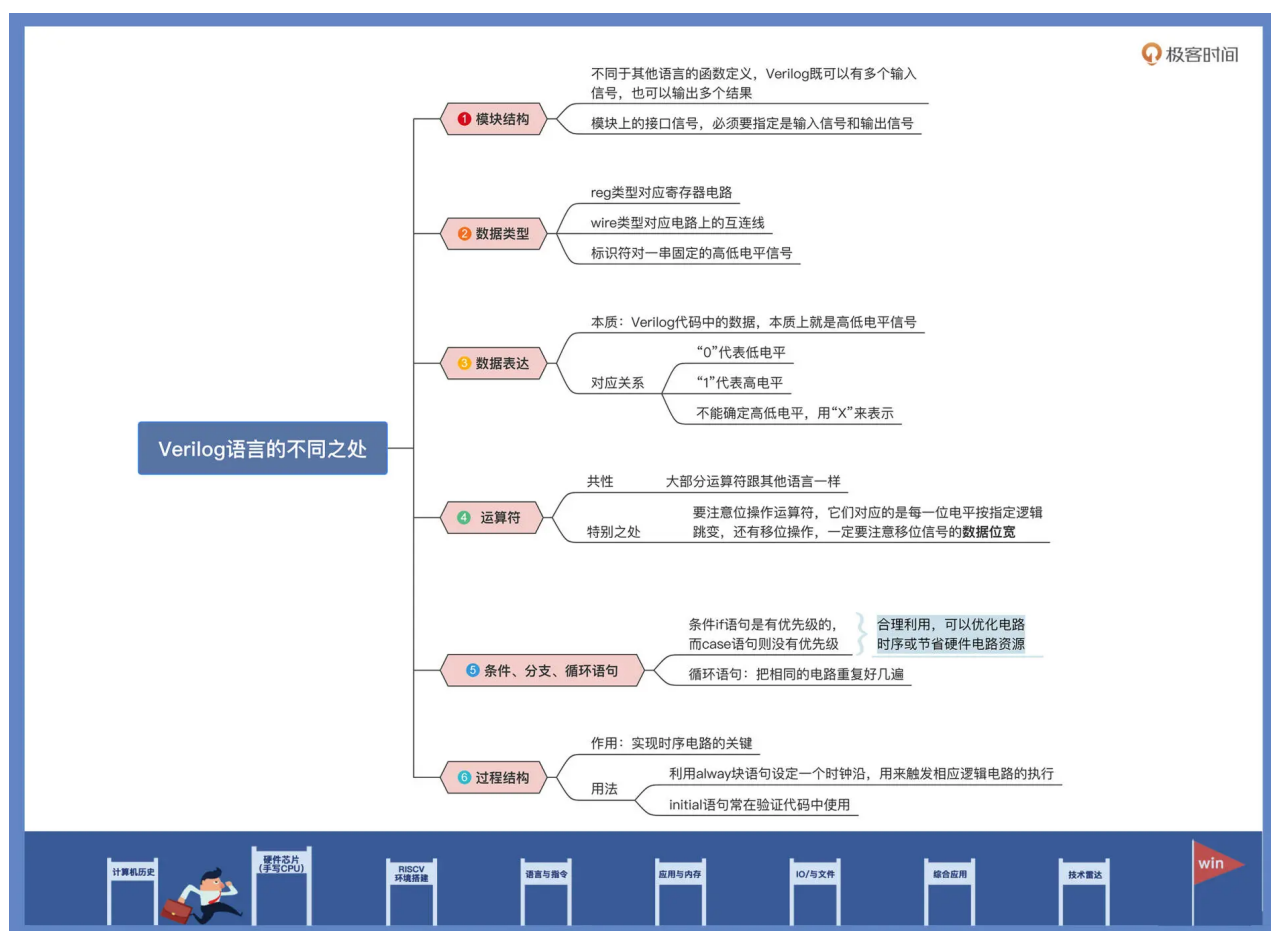 极客时间
Verilog语言的不同之处
1 模块结构
不同于其他语言的函数定义，Verilog既可以有多个输入
信号，也可以输出多个结果
模块上的接口信号，必须要指定是输入信号和输出信号
2 数据类型
reg类型对应寄存器电路
wire类型对应电路上的互连线
标识符对一串固定的高低电平信号
3 数据表达
本质：Verilog代码中的数据，本质上就是高低电平信号
对应关系
“0”代表低电平
“1”代表高电平
不能确定高低电平，用“X”来表示
4 运算符
共性
大部分运算符跟其他语言一样
特别之处
要注意位操作运算符，它们对应的是每一位电平按指定逻辑
跳变，还有移位操作，一定要注意移位信号的数据位宽
5 条件、分支、循环语句
条件if语句是有优先级的，
而case语句则没有优先级
合理利用，可以优化电路
时序或节省硬件电路资源
循环语句：把相同的电路重复好几遍
6 过程结构
作用：实现时序电路的关键
用法
利用alway块语句设定一个时钟沿，用来触发相应逻辑电路的执行
initial语句常在验证代码中使用
计算机历史
硬件芯片
(手写CPU)
RISCV
环境搭建
语言与指令
应用与内存
IO/与文件
综合应用
技术雷达
win